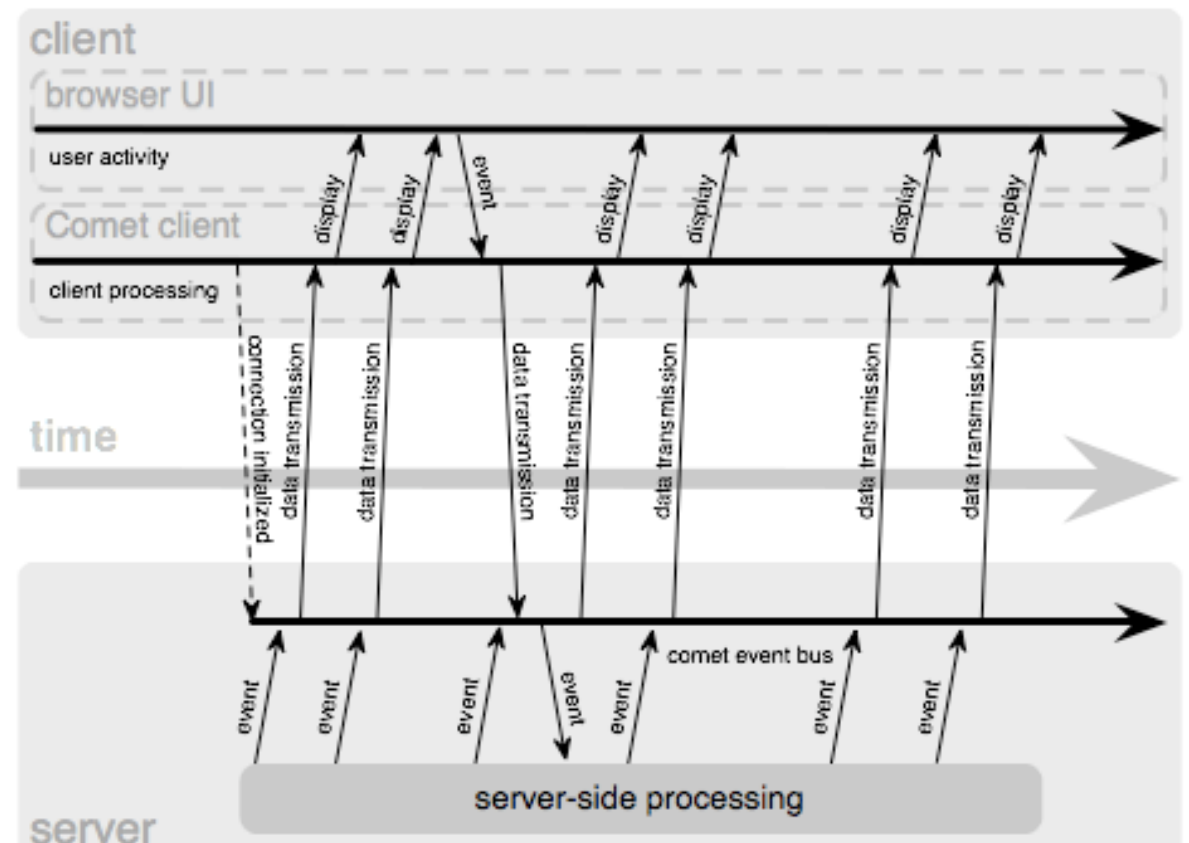 client
browser UI
user activity
display
display
event
display
display
display
display
Comet client
client processing
connection initialized
data transmission
data transmission
data transmission
data transmission
data transmission
data transmission
data transmission
time
comet event bus
event
event
event
event
event
event
event
server-side processing
server